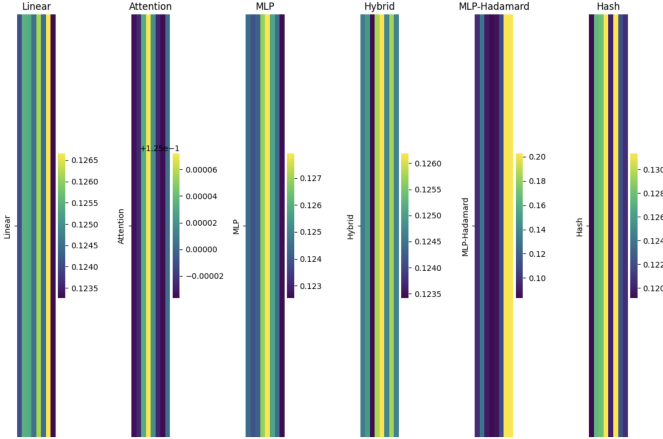 Linear
Attention
MLP
Hybrid
MLP-Hadamard
Hash
Linear
0.1265
0.1260
0.1255
0.1250
0.1245
0.1240
0.1235
Attention
+1.25e−1
0.00006
0.00004
0.00002
0.00000
−0.00002
MLP
0.127
0.126
0.125
0.124
0.123
Hybrid
0.1260
0.1255
0.1250
0.1245
0.1240
0.1235
MLP-Hadamard
0.20
0.18
0.16
0.14
0.12
0.10
Hash
0.130
0.128
0.126
0.124
0.122
0.120